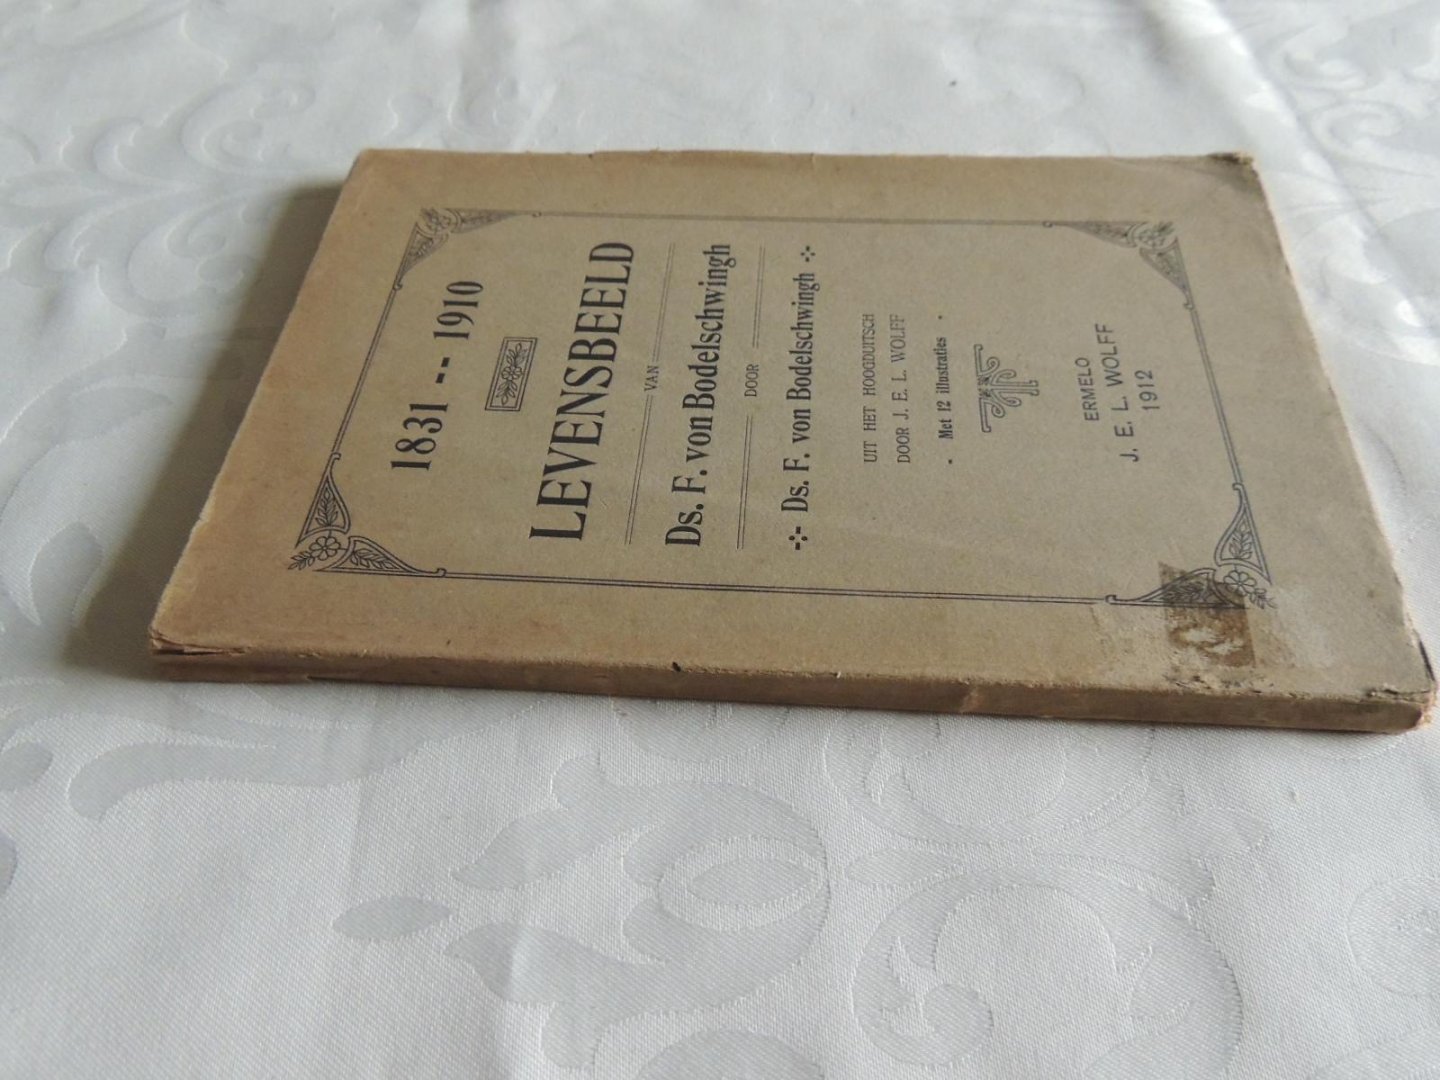 1831 -- 1910
LEVENSBEELD
VAN
Ds. F. von Bodelschwingh
DOOR
Ds. F. von Bodelschwingh
UIT HET HOOGDUITSCH
DOOR J. E. L. WOLFF
• Met 12 illustraties •
ERMELO
J. E. L. WOLFF
1912